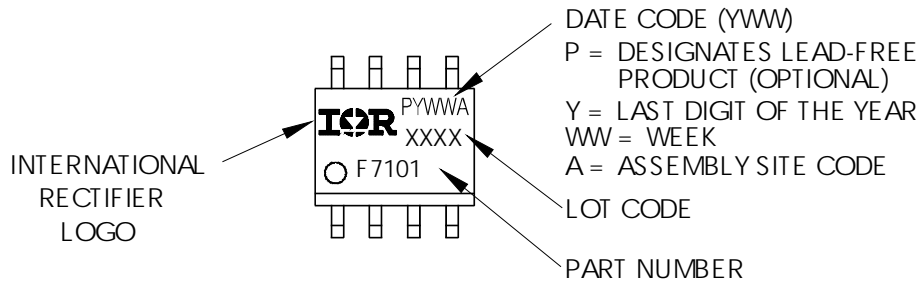 DATE CODE (YWW)
P = DESIGNATES LEAD-FREE
PRODUCT (OPTIONAL)
Y = LAST DIGIT OF THE YEAR
WW = WEEK
A = ASSEMBLY SITE CODE
LOT CODE
PART NUMBER
INTERNATIONAL
RECTIFIER
LOGO
IOR
PYWWA
XXXX
F7101